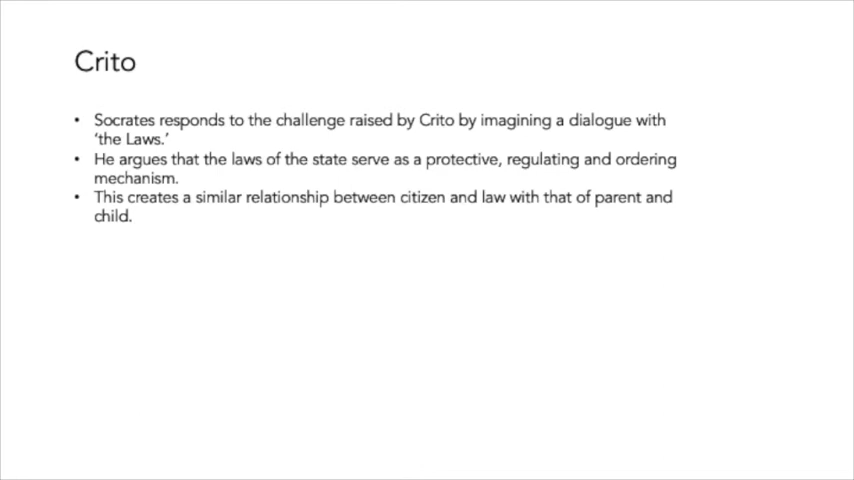 Crito
• Socrates responds to the challenge raised by Crito by imagining a dialogue with
‘the Laws.’
• He argues that the laws of the state serve as a protective, regulating and ordering
mechanism.
• This creates a similar relationship between citizen and law with that of parent and
child.